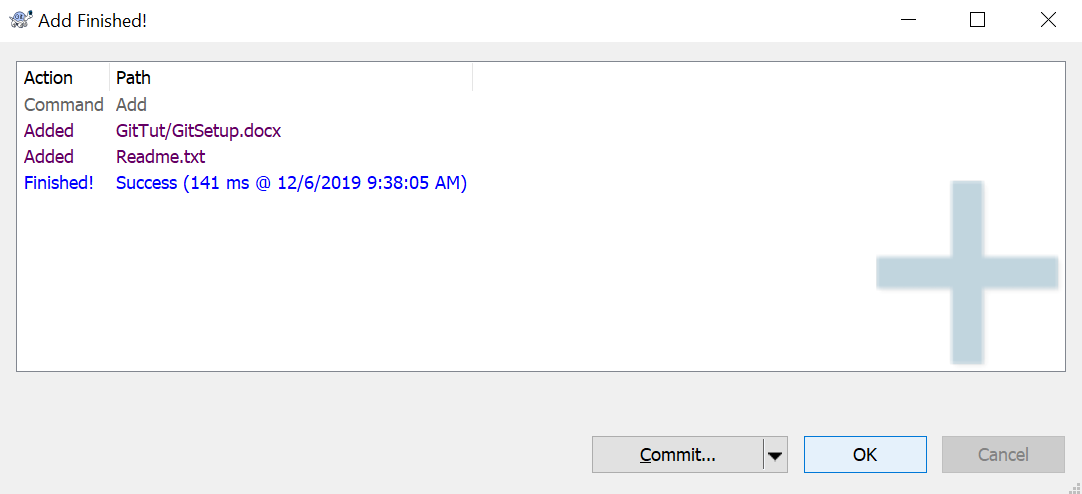 Add Finished!
Action Path
Command Add
Added GitTut/GitSetup.docx
Added Readme.txt
Finished! Success (141 ms @ 12/6/2019 9:38:05 AM)
Commit... OK Cancel